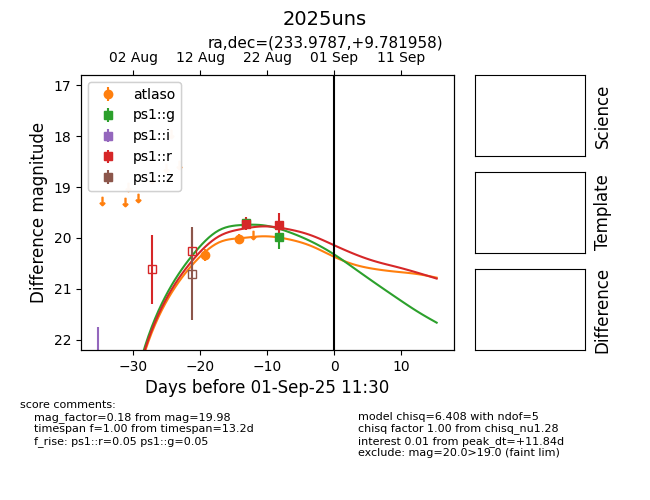 2025uns
ra,dec=(233.9787,+9.781958)
02 Aug 12 Aug 22 Aug 01 Sep 11 Sep
17
18
19
20
21
22
Difference magnitude
atlaso
ps1::g
ps1::i
ps1::r
ps1::z
−30 −20 −10 0 10
Days before 01-Sep-25 11:30
Science
Template
Difference
score comments:
mag_factor=0.18 from mag=19.98
timespan f=1.00 from timespan=13.2d
f_rise: ps1::r=0.05 ps1::g=0.05
model chisq=6.408 with ndof=5
chisq factor 1.00 from chisq_nu1.28
interest 0.01 from peak_dt=+11.84d
exclude: mag=20.0>19.0 (faint lim)